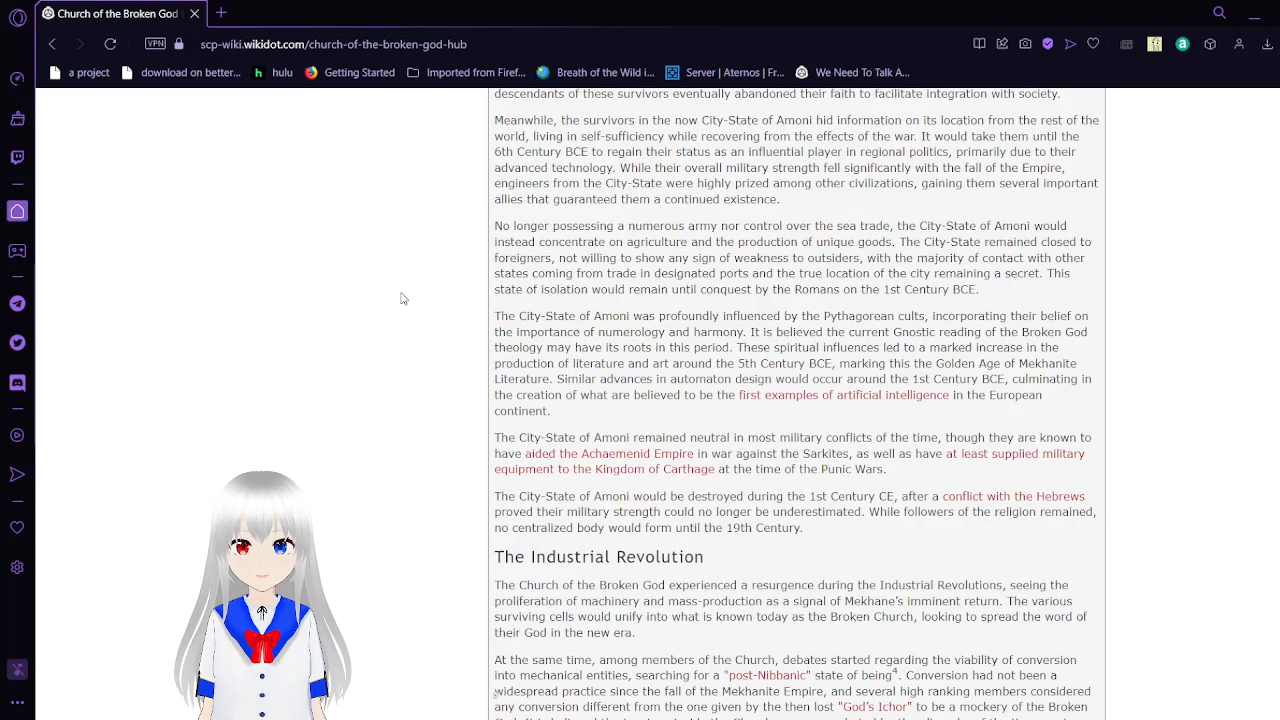 Church of the Broken God
VPN
scp-wiki.wikidot.com/church-of-the-broken-god-hub
a project
download on better...
hulu
Getting Started
Imported from Firef...
Breath of the Wild i...
Server | Aternos | Fr...
We Need To Talk A...
descendants of these survivors eventually abandoned their faith to facilitate integration with society.
Meanwhile, the survivors in the now City-State of Amoni hid information on its location from the rest of the
world, living in self-sufficiency while recovering from the effects of the war. It would take them until the
6th Century BCE to regain their status as an influential player in regional politics, primarily due to their
advanced technology. While their overall military strength fell significantly with the fall of the Empire,
engineers from the City-State were highly prized among other civilizations, gaining them several important
allies that guaranteed them a continued existence.
No longer possessing a numerous army nor control over the sea trade, the City-State of Amoni would
instead concentrate on agriculture and the production of unique goods. The City-State remained closed to
foreigners, not willing to show any sign of weakness to outsiders, with the majority of contact with other
states coming from trade in designated ports and the true location of the city remaining a secret. This
state of isolation would remain until conquest by the Romans on the 1st Century BCE.
The City-State of Amoni was profoundly influenced by the Pythagorean cults, incorporating their belief on
the importance of numerology and harmony. It is believed the current Gnostic reading of the Broken God
theology may have its roots in this period. These spiritual influences led to a marked increase in the
production of literature and art around the 5th Century BCE, marking this the Golden Age of Mekhanite
Literature. Similar advances in automaton design would occur around the 1st Century BCE, culminating in
the creation of what are believed to be the first examples of artificial intelligence in the European
continent.
The City-State of Amoni remained neutral in most military conflicts of the time, though they are known to
have aided the Achaemenid Empire in war against the Sarkites, as well as have at least supplied military
equipment to the Kingdom of Carthage at the time of the Punic Wars.
The City-State of Amoni would be destroyed during the 1st Century CE, after a conflict with the Hebrews
proved their military strength could no longer be underestimated. While followers of the religion remained,
no centralized body would form until the 19th Century.
The Industrial Revolution
The Church of the Broken God experienced a resurgence during the Industrial Revolutions, seeing the
proliferation of machinery and mass-production as a signal of Mekhane's imminent return. The various
surviving cells would unify into what is known today as the Broken Church, looking to spread the word of
their God in the new era.
At the same time, among members of the Church, debates started regarding the viability of conversion
into mechanical entities, searching for a "post-Nibbanic" state of being4. Conversion had not been a
widespread practice since the fall of the Mekhanite Empire, and several high ranking members considered
any conversion different from the one given by the then lost "God's Ichor" to be a mockery of the Broken